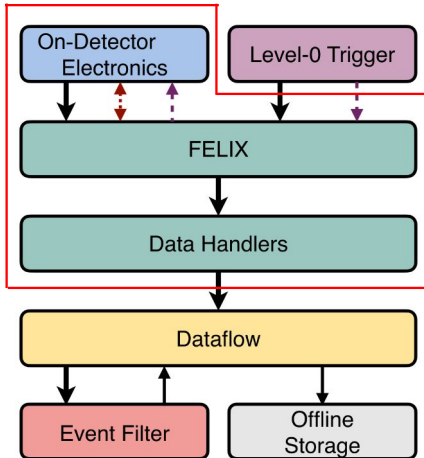 On-Detector
Electronics
Level-0 Trigger
FELIX
Data Handlers
Dataflow
Event Filter
Offline
Storage